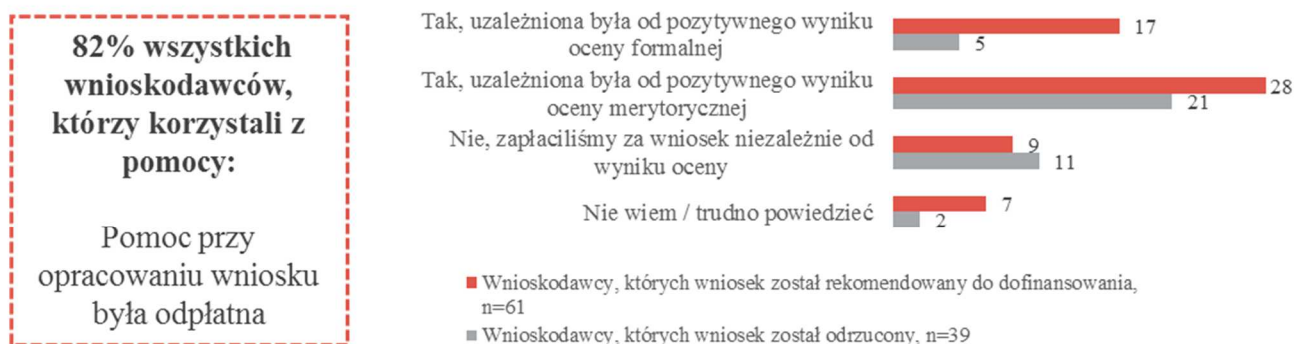 82% wszystkich
wnioskodawców,
którzy korzystali z
pomocy:
Pomoc przy
opracowaniu wniosku
była odpłatna
Tak, uzależniona była od pozytywnego wyniku
oceny formalnej
17
5
Tak, uzależniona była od pozytywnego wyniku
oceny merytorycznej
28
21
Nie, zapłaciliśmy za wniosek niezależnie od
wyniku oceny
9
11
Nie wiem / trudno powiedzieć
7
2
Wnioskodawcy, których wniosek został rekomendowany do dofinansowania,
n=61
Wnioskodawcy, których wniosek został odrzucony, n=39